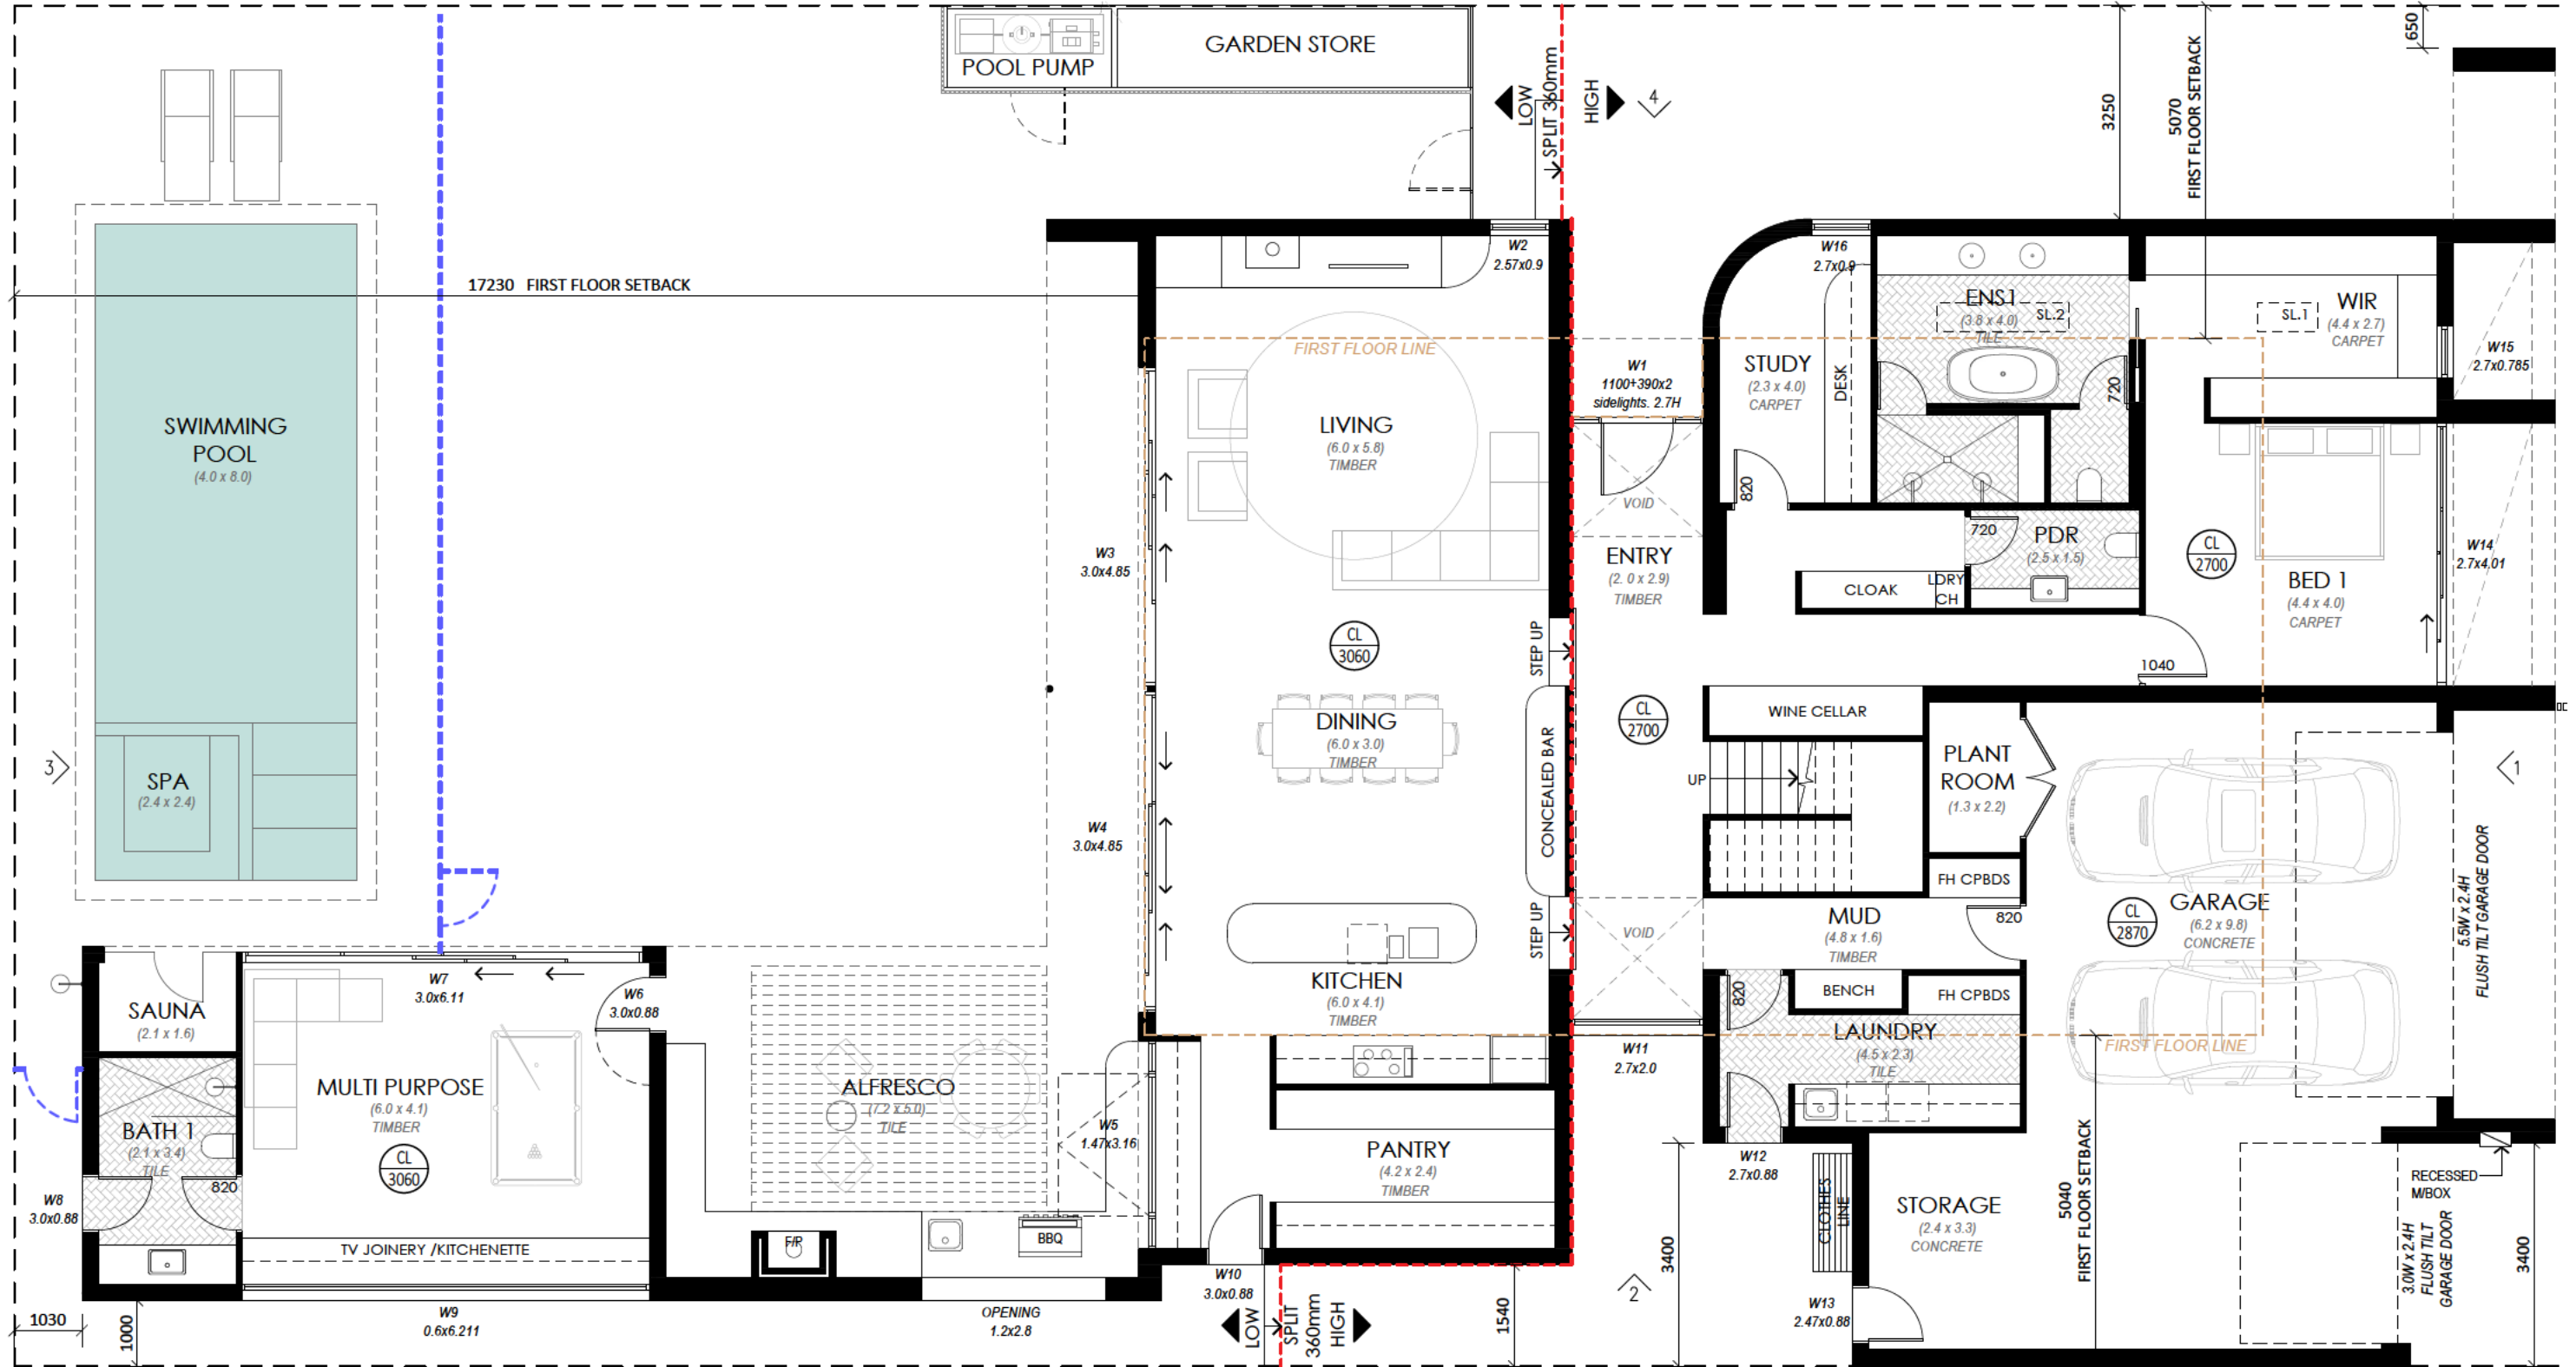 POOL PUMP
GARDEN STORE
LOW
SPLIT 360mm
HIGH
4
3250
5070
FIRST FLOOR SETBACK
650
17230 FIRST FLOOR SETBACK
W2
2.57x0.9
W16
2.7x0.9
ENS1
(3.8 x 4.0)
TILE
SL.2
SL.1
WIR
(4.4 x 2.7)
CARPET
W15
2.7x0.785
FIRST FLOOR LINE
W1
1100+390x2
sidelights. 2.7H
STUDY
(2.3 x 4.0)
CARPET
DESK
720
SWIMMING
POOL
(4.0 x 8.0)
LIVING
(6.0 x 5.8)
TIMBER
VOID
820
W3
3.0x4.85
ENTRY
(2. 0 x 2.9)
TIMBER
720
PDR
(2.5 x 1.5)
CLOAK
LDRY
CH
CL
2700
BED 1
(4.4 x 4.0)
CARPET
W14
2.7x4.01
CL
3060
STEP UP
1040
DINING
(6.0 x 3.0)
TIMBER
CL
2700
WINE CELLAR
CONCEALED BAR
UP
PLANT
ROOM
(1.3 x 2.2)
3
SPA
(2.4 x 2.4)
1
W4
3.0x4.85
FH CPBDS
STEP UP
VOID
MUD
(4.8 x 1.6)
TIMBER
820
CL
2870
GARAGE
(6.2 x 9.8)
CONCRETE
5.5W x 2.4H
FLUSH TILT GARAGE DOOR
KITCHEN
(6.0 x 4.1)
TIMBER
W7
3.0x6.11
W6
3.0x0.88
SAUNA
(2.1 x 1.6)
820
BENCH
FH CPBDS
LAUNDRY
(4.5 x 2.3)
TILE
FIRST FLOOR LINE
W11
2.7x2.0
MULTI PURPOSE
(6.0 x 4.1)
TIMBER
ALFRESCO
(7.2 x 5.0)
TILE
W5
1.47x3.16
BATH 1
(2.1 x 3.4)
TILE
CL
3060
820
W8
3.0x0.88
PANTRY
(4.2 x 2.4)
TIMBER
W12
2.7x0.88
CLOTHES
LINE
STORAGE
(2.4 x 3.3)
CONCRETE
5040
FIRST FLOOR SETBACK
RECESSED
M/BOX
3.0W x 2.4H
FLUSH TILT
GARAGE DOOR
3400
3400
TV JOINERY /KITCHENETTE
F/P
BBQ
W10
3.0x0.88
2
W13
2.47x0.88
1030
1000
W9
0.6x6.211
OPENING
1.2x2.8
LOW
SPLIT
360mm
HIGH
1540